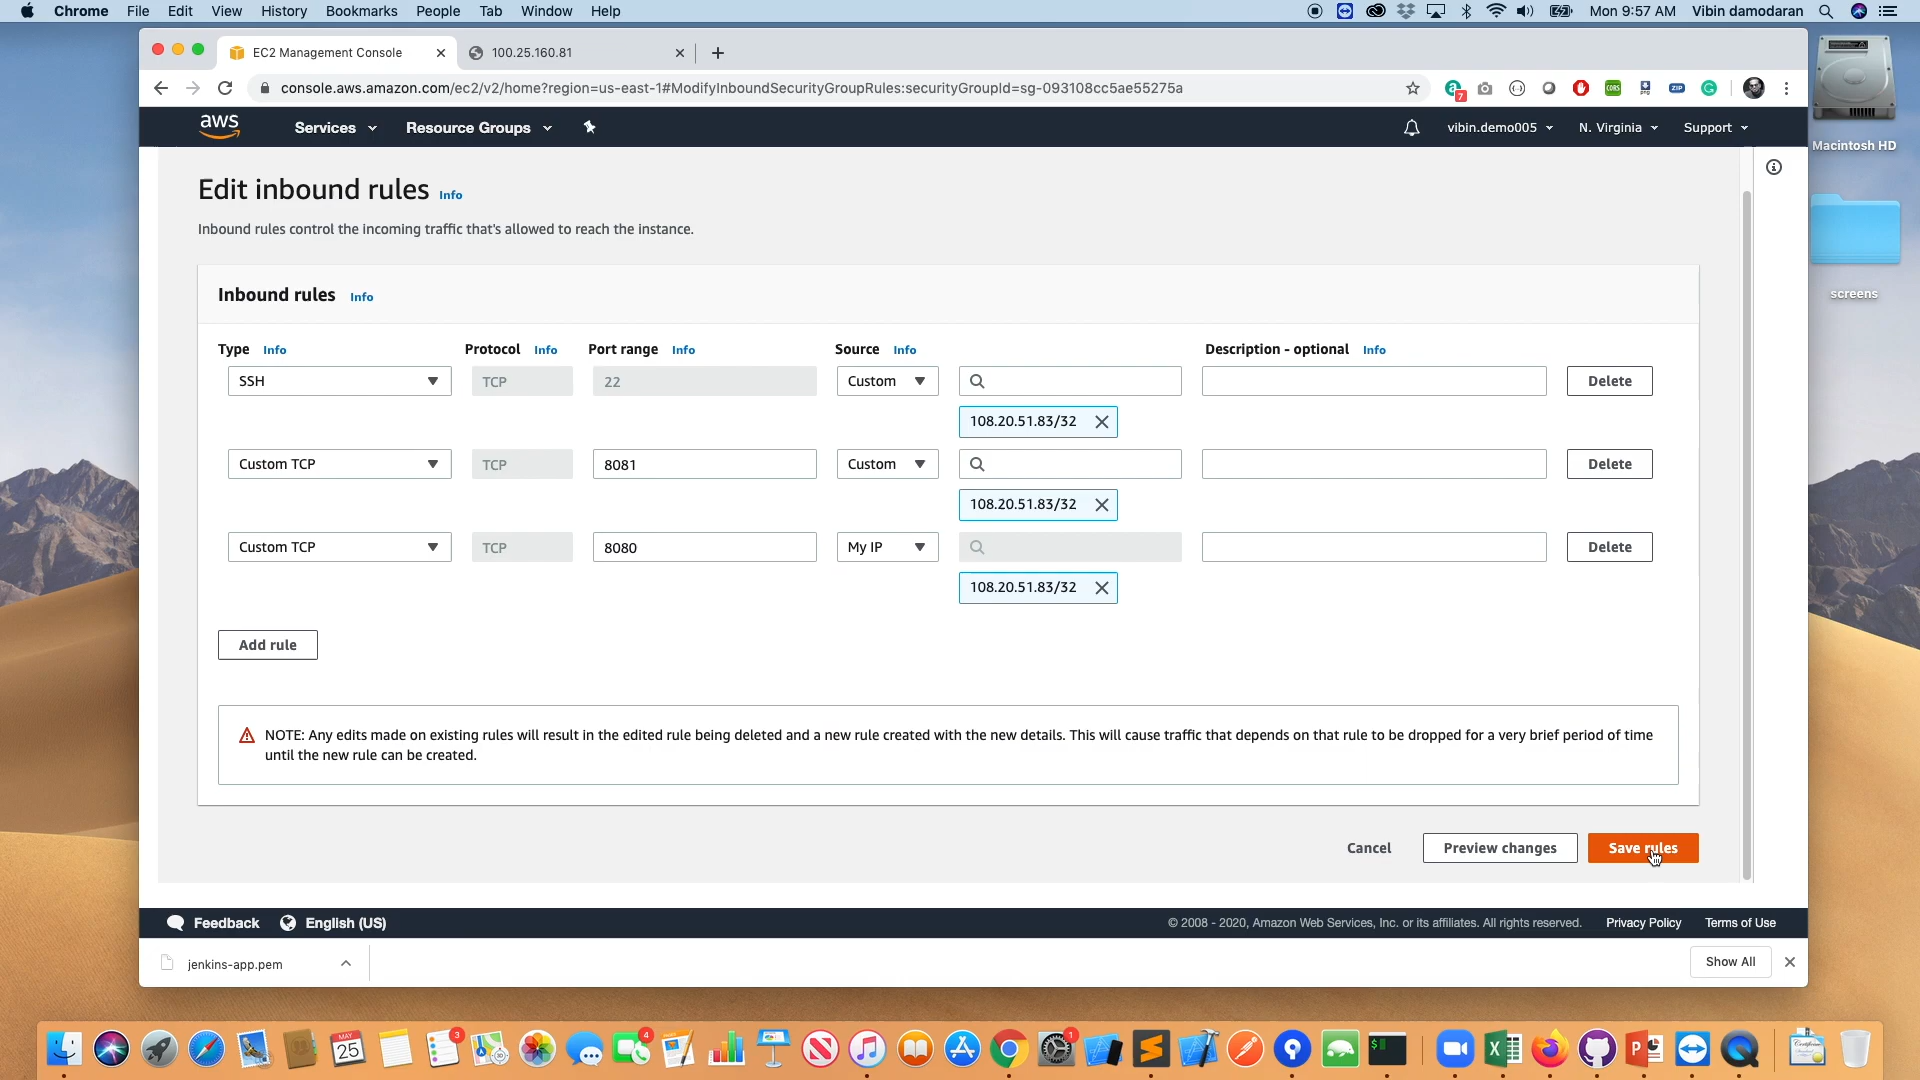 Chrome File Edit View History Bookmarks People Tab Window Help Mon 9:57 AM Vibin damodaran
EC2 Management Console 100.25.160.81
console.aws.amazon.com/ec2/v2/home?region=us-east-1#ModifyInboundSecurityGroupRules:securityGroupId=sg-093108cc5ae55275a
7 CORS ZIP
Macintosh HD
aws Services Resource Groups vibin.demo005 N. Virginia Support
Edit inbound rules Info
Inbound rules control the incoming traffic that's allowed to reach the instance.
screens
Inbound rules Info
Type Info Protocol Info Port range Info Source Info Description - optional Info
SSH TCP 22 Custom Delete
108.20.51.83/32
Custom TCP TCP 8081 Custom Delete
108.20.51.83/32
Custom TCP TCP 8080 My IP Delete
108.20.51.83/32
Add rule
NOTE: Any edits made on existing rules will result in the edited rule being deleted and a new rule created with the new details. This will cause traffic that depends on that rule to be dropped for a very brief period of time
until the new rule can be created.
Cancel Preview changes Save rules
Feedback English (US) © 2008 - 2020, Amazon Web Services, Inc. or its affiliates. All rights reserved. Privacy Policy Terms of Use
jenkins-app.pem Show All
MAY 25 3 4 1